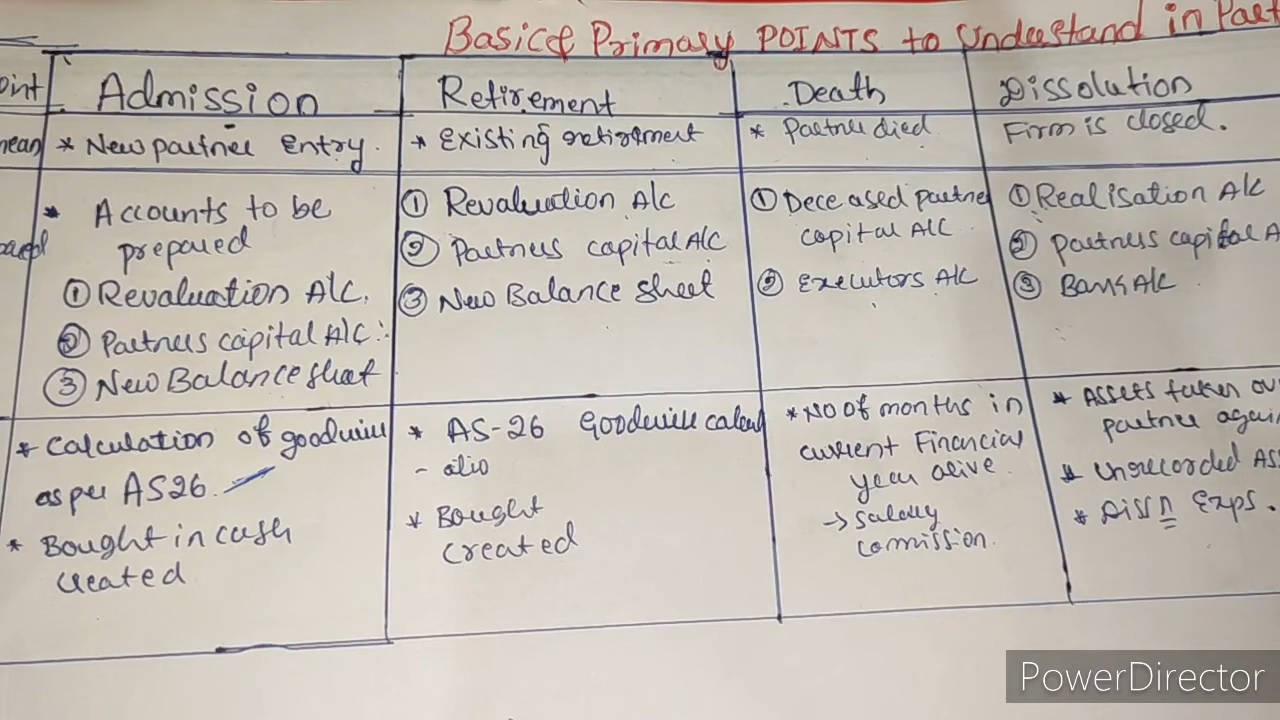 Basic & Primary POINTS to Understand in Part
oint
Admission
Retirement
Death
Dissolution
mean
* New partner Entry.
* Existing retirement
* Partner died.
Firm is closed.
* Accounts to be
prepared
① Revaluation A/c.
② Partners capital A/c.
③ New Balance sheet
① Revaluation A/c
② Partners capital A/c
③ New Balance sheet
① Deceased partner
capital A/c
② Executors A/c
① Realisation A/c
② partners capital A
③ Bank A/c
* Calculation of goodwill
as per AS26.
* Bought in cash
created
* AS-26 Goodwill calcul
* Bought
created
* NO of months in
current Financial
year alive.
→ salary
commission.
* Assets taken ov
partner again
* Unrecorded As
* Diss n Exps.
PowerDirector